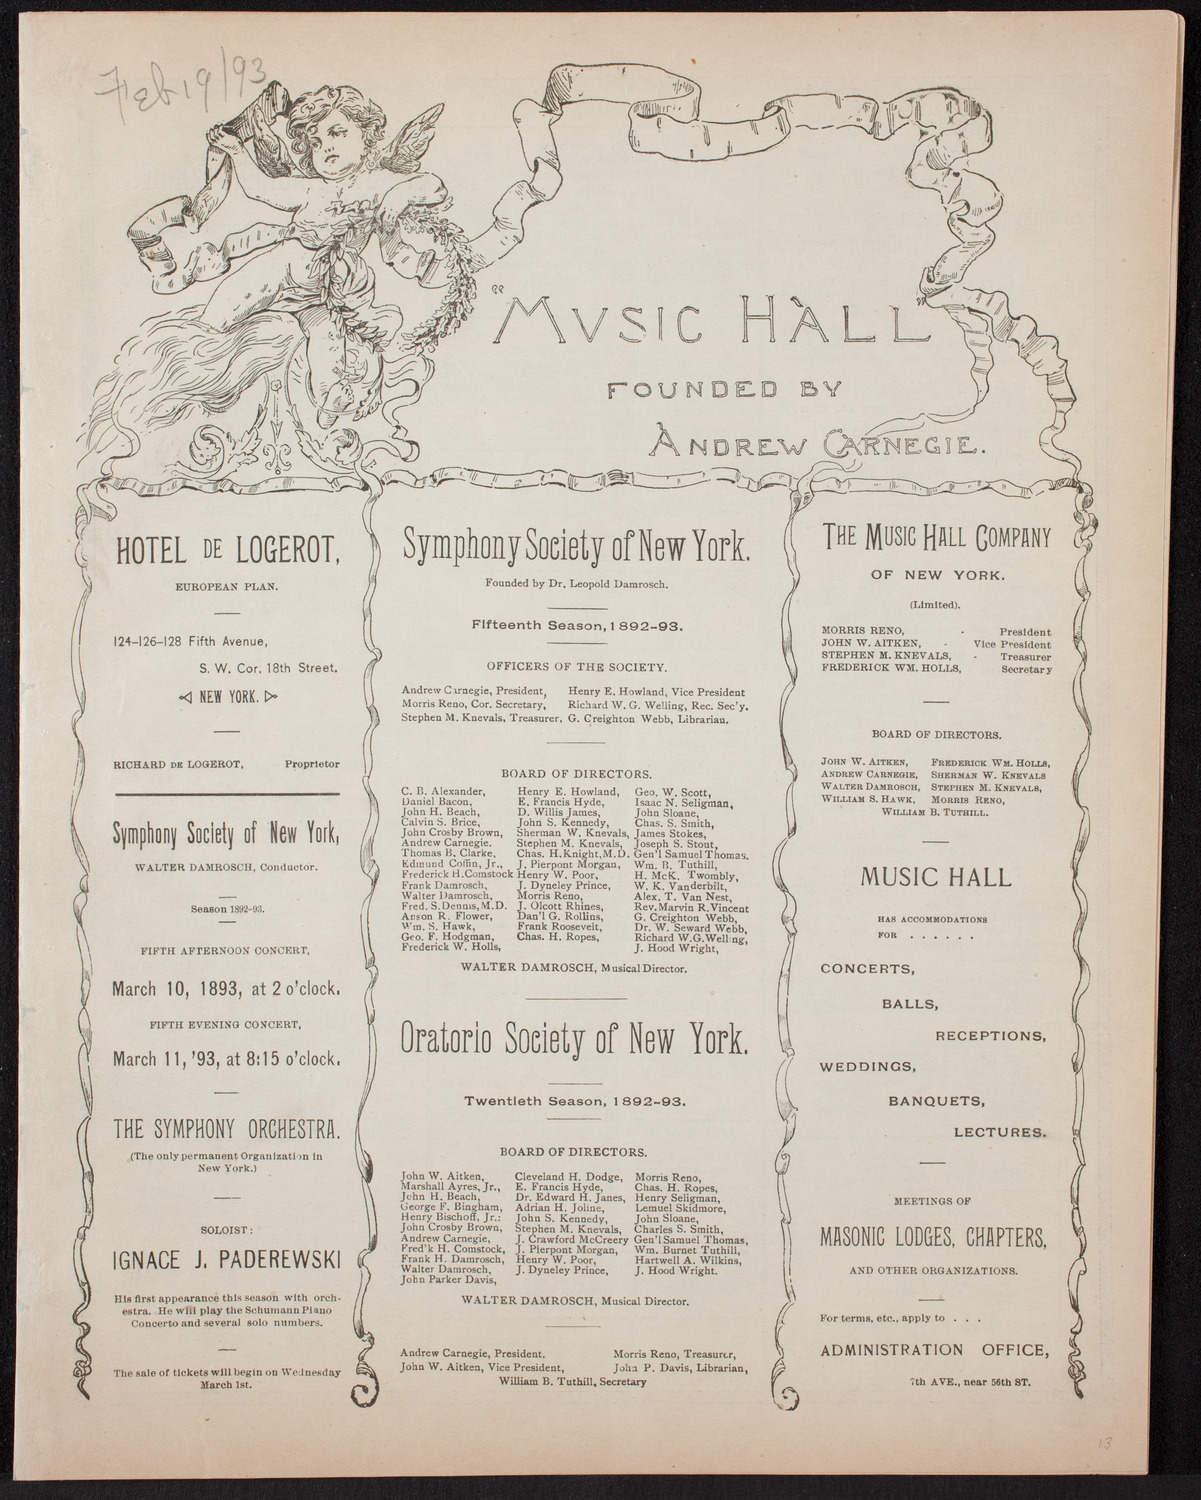 Feb 19/93
"MVSIC HALL"
FOUNDED BY
ANDREW CARNEGIE.
HOTEL DE LOGEROT,
EUROPEAN PLAN.
124-126-128 Fifth Avenue,
S. W. Cor. 18th Street.
NEW YORK.
RICHARD DE LOGEROT, Proprietor
Symphony Society of New York,
WALTER DAMROSCH, Conductor.
Season 1892-93.
FIFTH AFTERNOON CONCERT,
March 10, 1893, at 2 o'clock.
FIFTH EVENING CONCERT,
March 11, '93, at 8:15 o'clock.
THE SYMPHONY ORCHESTRA.
(The only permanent Organization in
New York.)
SOLOIST:
IGNACE J. PADEREWSKI
His first appearance this season with orch-
estra. He will play the Schumann Piano
Concerto and several solo numbers.
The sale of tickets will begin on Wednesday
March 1st.
Symphony Society of New York.
Founded by Dr. Leopold Damrosch.
Fifteenth Season, 1892-93.
OFFICERS OF THE SOCIETY.
Andrew Carnegie, President, Henry E. Howland, Vice President
Morris Reno, Cor. Secretary, Richard W. G. Welling, Rec. Sec'y.
Stephen M. Knevals, Treasurer, G. Creighton Webb, Librarian.
BOARD OF DIRECTORS.
C. B. Alexander, Henry E. Howland, Geo. W. Scott,
Daniel Bacon, E. Francis Hyde, Isaac N. Seligman,
John H. Beach, D. Willis James, John Sloane,
Calvin S. Brice, John S. Kennedy, Chas. S. Smith,
John Crosby Brown, Sherman W. Knevals, James Stokes,
Andrew Carnegie. Stephen M. Knevals, Joseph S. Stout,
Thomas B. Clarke, Chas. H. Knight, M.D. Gen'l Samuel Thomas.
Edmund Coffin, Jr., J. Pierpont Morgan, Wm. B. Tuthill,
Frederick H. Comstock Henry W. Poor, H. McK. Twombly,
Frank Damrosch, J. Dyneley Prince, W. K. Vanderbilt,
Walter Damrosch, Morris Reno, Alex. T. Van Nest,
Fred. S. Dennis, M.D. J. Olcott Rhines, Rev. Marvin R. Vincent
Anson R. Flower, Dan'l G. Rollins, G. Creighton Webb,
Wm. S. Hawk, Frank Roosevelt, Dr. W. Seward Webb,
Geo. F. Hodgman, Chas. H. Ropes, Richard W. G. Welling,
Frederick W. Holls, J. Hood Wright,
WALTER DAMROSCH, Musical Director.
Oratorio Society of New York.
Twentieth Season, 1892-93.
BOARD OF DIRECTORS.
John W. Aitken, Cleveland H. Dodge, Morris Reno,
Marshall Ayres, Jr., E. Francis Hyde, Chas. H. Ropes,
John H. Beach, Dr. Edward H. Janes, Henry Seligman,
George F. Bingham, Adrian H. Joline, Lemuel Skidmore,
Henry Bischoff, Jr.: John S. Kennedy, John Sloane,
John Crosby Brown, Stephen M. Knevals, Charles S. Smith,
Andrew Carnegie, J. Crawford McCreery Gen'l Samuel Thomas,
Fred'k H. Comstock, J. Pierpont Morgan, Wm. Burnet Tuthill,
Frank H. Damrosch, Henry W. Poor, Hartwell A. Wilkins,
Walter Damrosch, J. Dyneley Prince, J. Hood Wright.
John Parker Davis,
WALTER DAMROSCH, Musical Director.
Andrew Carnegie, President. Morris Reno, Treasurer,
John W. Aitken, Vice President, John P. Davis, Librarian,
William B. Tuthill, Secretary
THE MUSIC HALL COMPANY
OF NEW YORK.
(Limited).
MORRIS RENO, - President
JOHN W. AITKEN, - Vice President
STEPHEN M. KNEVALS, - Treasurer
FREDERICK WM. HOLLS, Secretary
BOARD OF DIRECTORS.
JOHN W. AITKEN, FREDERICK WM. HOLLS,
ANDREW CARNEGIE, SHERMAN W. KNEVALS
WALTER DAMROSCH, STEPHEN M. KNEVALS,
WILLIAM S. HAWK, MORRIS RENO,
WILLIAM B. TUTHILL.
MUSIC HALL
HAS ACCOMMODATIONS
FOR . . . . . .
CONCERTS,
BALLS,
RECEPTIONS,
WEDDINGS,
BANQUETS,
LECTURES.
MEETINGS OF
MASONIC LODGES, CHAPTERS,
AND OTHER ORGANIZATIONS.
For terms, etc., apply to . . .
ADMINISTRATION OFFICE,
7th AVE., near 56th ST.
13